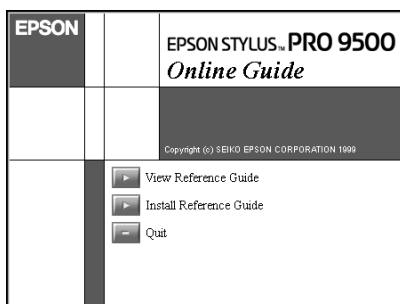 EPSON
EPSON STYLUS™ PRO 9500
Online Guide
Copyright (c) SEIKO EPSON CORPORATION 1999
View Reference Guide
Install Reference Guide
Quit